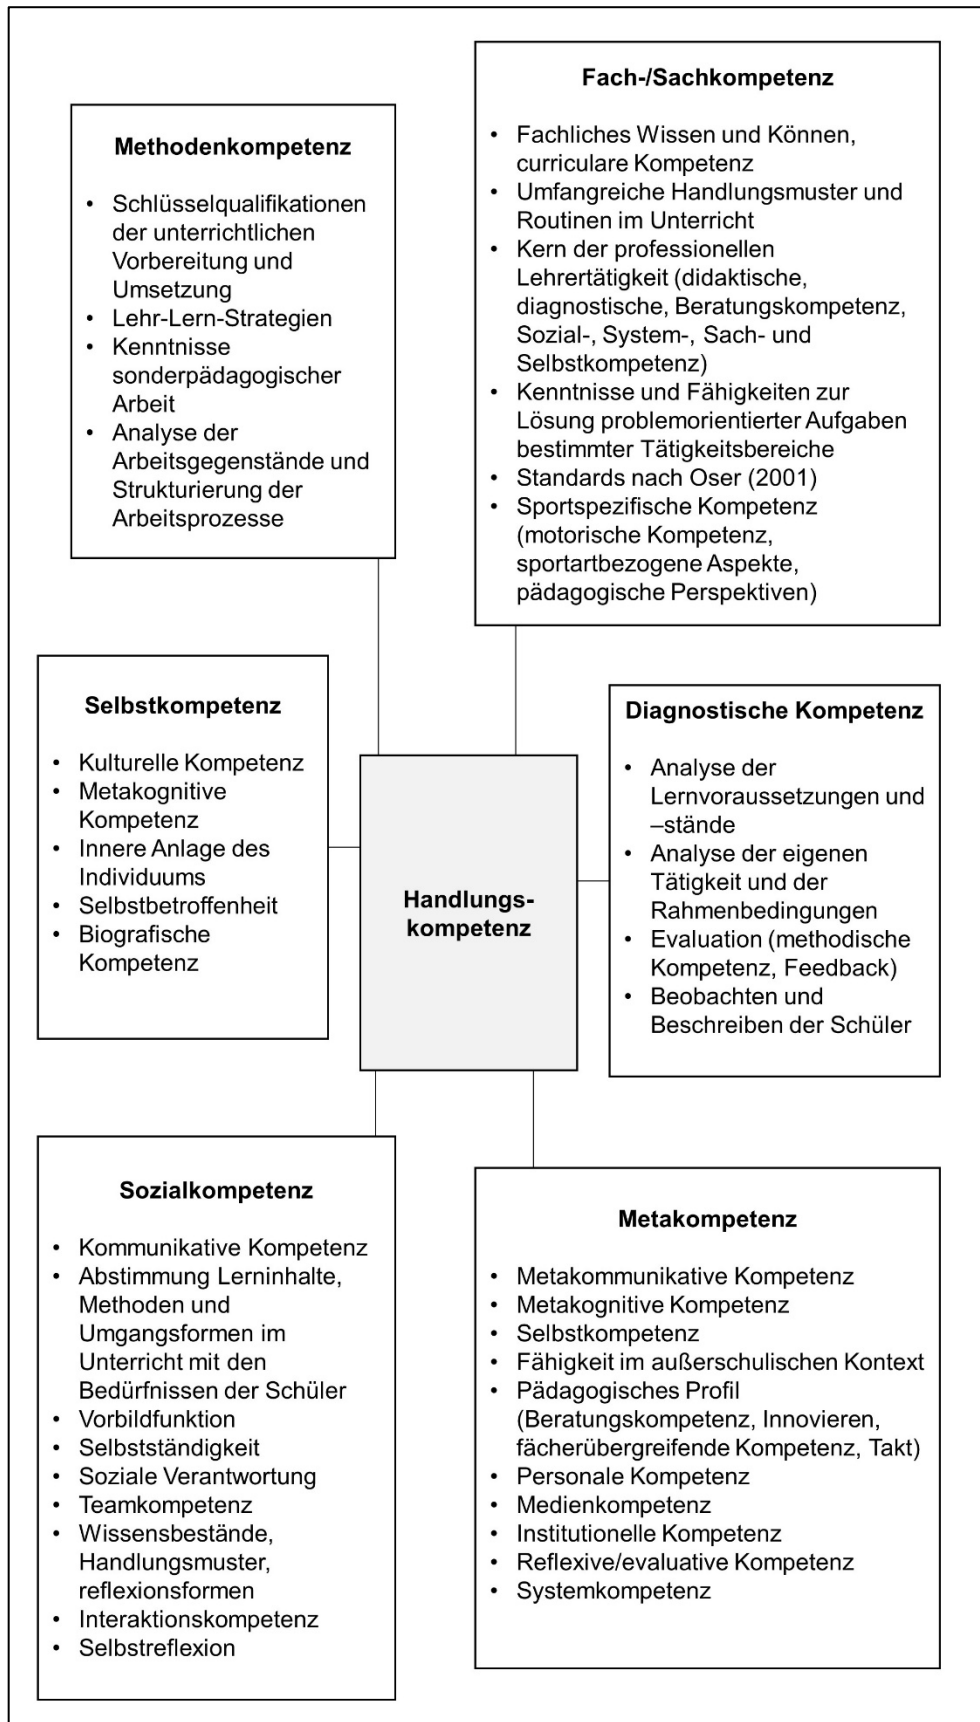 Methodenkompetenz
• Schlüsselqualifikationen
der unterrichtlichen
Vorbereitung und
Umsetzung
• Lehr-Lern-Strategien
• Kenntnisse
sonderpädagogischer
Arbeit
• Analyse der
Arbeitsgegenstände und
Strukturierung der
Arbeitsprozesse
Fach-/Sachkompetenz
• Fachliches Wissen und Können,
curriculare Kompetenz
• Umfangreiche Handlungsmuster und
Routinen im Unterricht
• Kern der professionellen
Lehrertätigkeit (didaktische,
diagnostische, Beratungskompetenz,
Sozial-, System-, Sach- und
Selbstkompetenz)
• Kenntnisse und Fähigkeiten zur
Lösung problemorientierter Aufgaben
bestimmter Tätigkeitsbereiche
• Standards nach Oser (2001)
• Sportspezifische Kompetenz
(motorische Kompetenz,
sportartbezogene Aspekte,
pädagogische Perspektiven)
Selbstkompetenz
• Kulturelle Kompetenz
• Metakognitive
Kompetenz
• Innere Anlage des
Individuums
• Selbstbetroffenheit
• Biografische
Kompetenz
Handlungs-
kompetenz
Diagnostische Kompetenz
• Analyse der
Lernvoraussetzungen und
–stände
• Analyse der eigenen
Tätigkeit und der
Rahmenbedingungen
• Evaluation (methodische
Kompetenz, Feedback)
• Beobachten und
Beschreiben der Schüler
Sozialkompetenz
• Kommunikative Kompetenz
• Abstimmung Lerninhalte,
Methoden und
Umgangsformen im
Unterricht mit den
Bedürfnissen der Schüler
• Vorbildfunktion
• Selbstständigkeit
• Soziale Verantwortung
• Teamkompetenz
• Wissensbestände,
Handlungsmuster,
reflexionsformen
• Interaktionskompetenz
• Selbstreflexion
Metakompetenz
• Metakommunikative Kompetenz
• Metakognitive Kompetenz
• Selbstkompetenz
• Fähigkeit im außerschulischen Kontext
• Pädagogisches Profil
(Beratungskompetenz, Innovieren,
fächerübergreifende Kompetenz, Takt)
• Personale Kompetenz
• Medienkompetenz
• Institutionelle Kompetenz
• Reflexive/evaluative Kompetenz
• Systemkompetenz